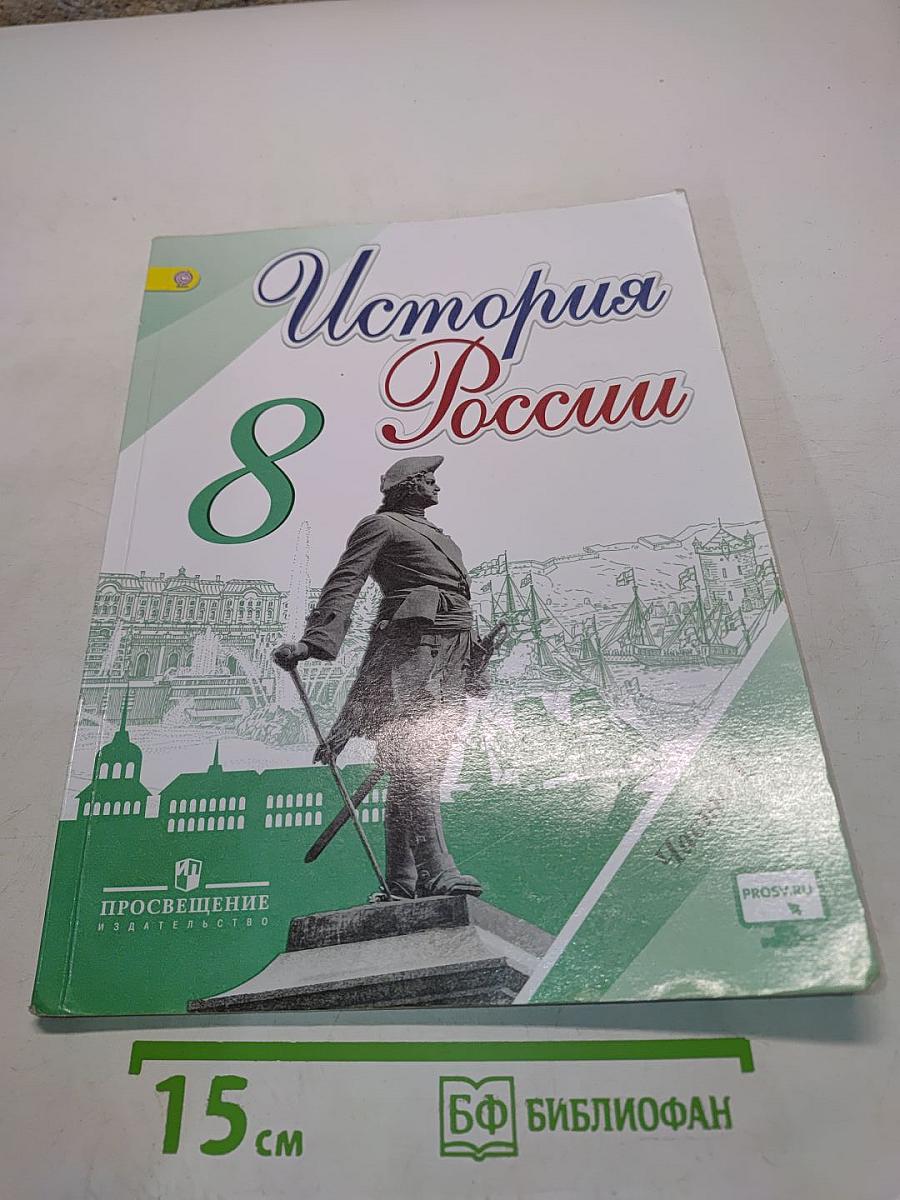 История
России
8
ПРОСВЕЩЕНИЕ
ИЗДАТЕЛЬСТВО
PROSV.RU
15 см
БФ БИБЛИОФАН